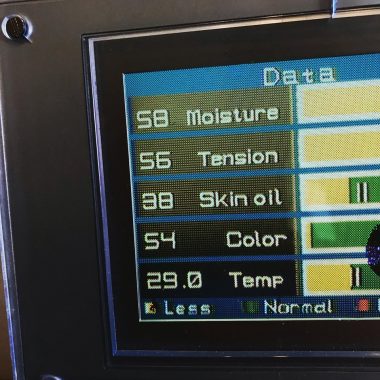 Data
58 Moisture
56 Tension
38 Skin oil
54 Color
29.0 Temp
Less Normal